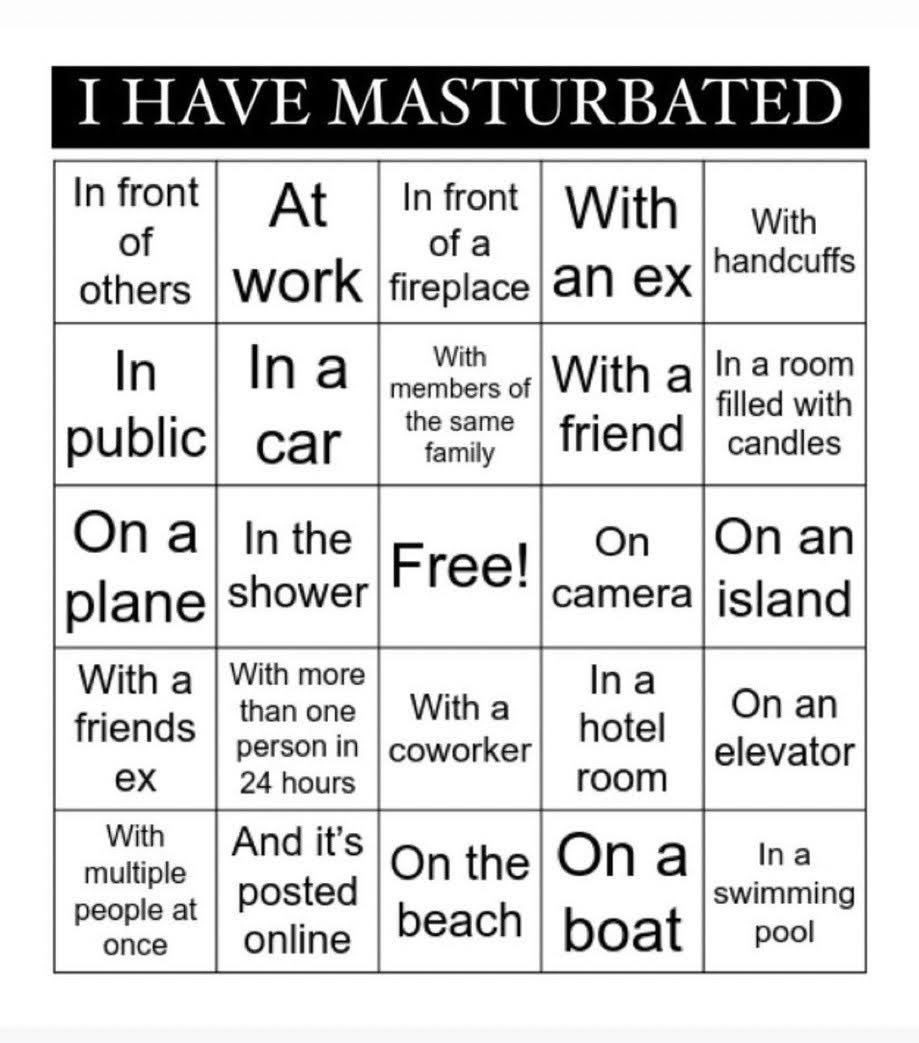 I HAVE MASTURBATED
In front
of
others
At
work
In front
of a
fireplace
With
an ex
With
handcuffs
In
public
In a
car
With
members of
the same
family
With a
friend
In a room
filled with
candles
On a
plane
In the
shower
Free!
On
camera
On an
island
With a
friends
ex
With more
than one
person in
24 hours
With a
coworker
In a
hotel
room
On an
elevator
With
multiple
people at
once
And it’s
posted
online
On the
beach
On a
boat
In a
swimming
pool